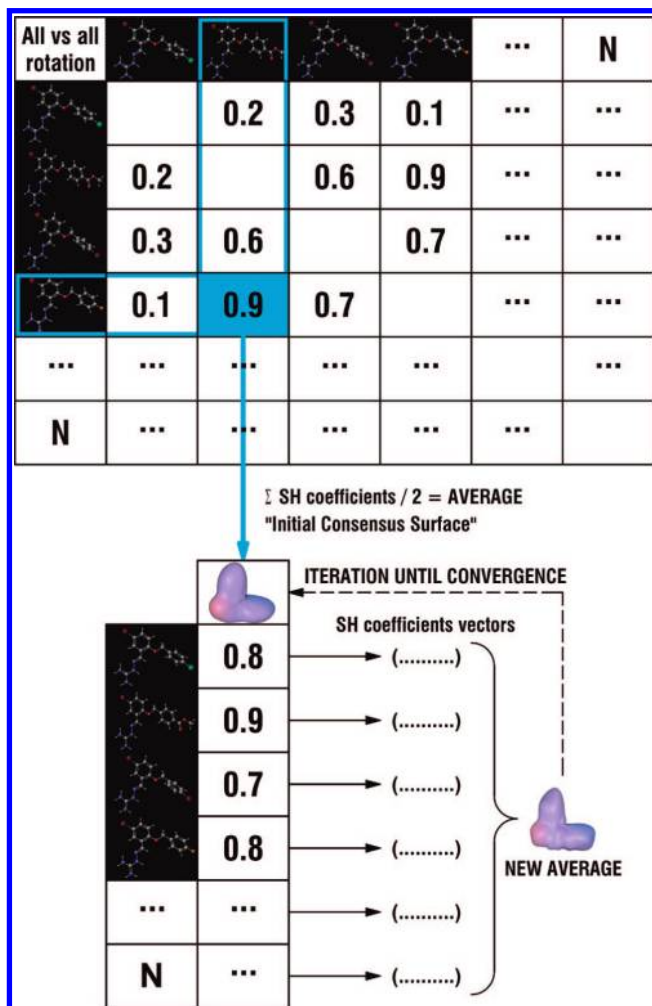 All vs all
rotation
... N
0.2 0.3 0.1 ... ...
0.2 0.6 0.9 ... ...
0.3 0.6 0.7 ... ...
0.1 0.9 0.7 ... ...
... ... ... ... ... ...
N ... ... ... ... ...
Σ SH coefficients / 2 = AVERAGE
"Initial Consensus Surface"
ITERATION UNTIL CONVERGENCE
SH coefficients vectors
0.8 (..........)
0.9 (..........)
0.7 (..........)
0.8 (..........)
NEW AVERAGE
... ... (..........)
N ... (..........)